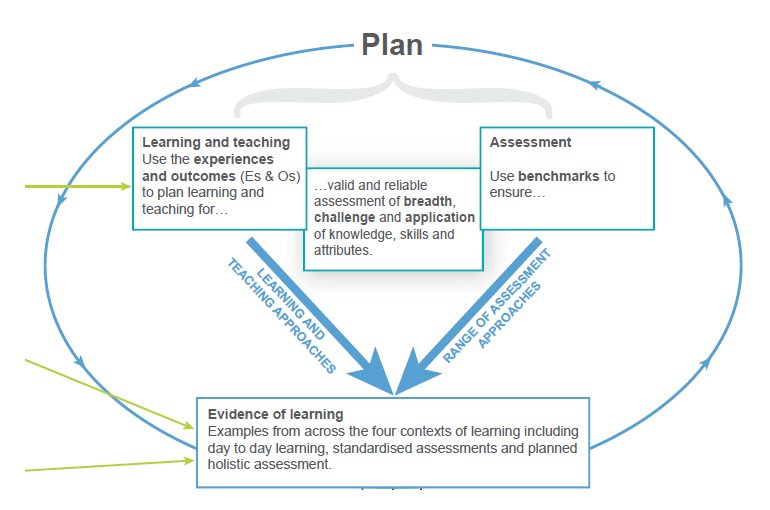 Plan
Learning and teaching
Use the experiences
and outcomes (Es & Os)
to plan learning and
teaching for…
…valid and reliable
assessment of breadth,
challenge and application
of knowledge, skills and
attributes.
Assessment
Use benchmarks to
ensure…
LEARNING AND
TEACHING APPROACHES
RANGE OF ASSESSMENT
APPROACHES
Evidence of learning
Examples from across the four contexts of learning including
day to day learning, standardised assessments and planned
holistic assessment.